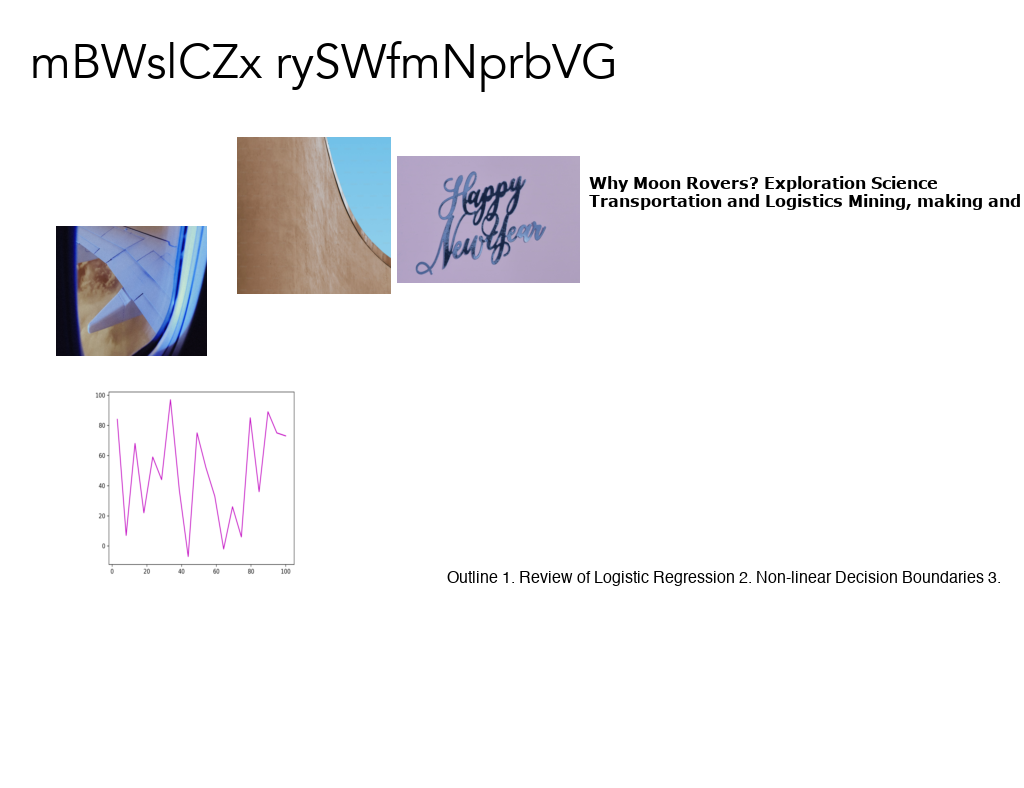 mBWslCZx rySWfmNprbVG
Happy
New Year
Why Moon Rovers? Exploration Science
Transportation and Logistics Mining, making and
100
80
60
40
20
0
0 20 40 60 80 100
Outline 1. Review of Logistic Regression 2. Non-linear Decision Boundaries 3.